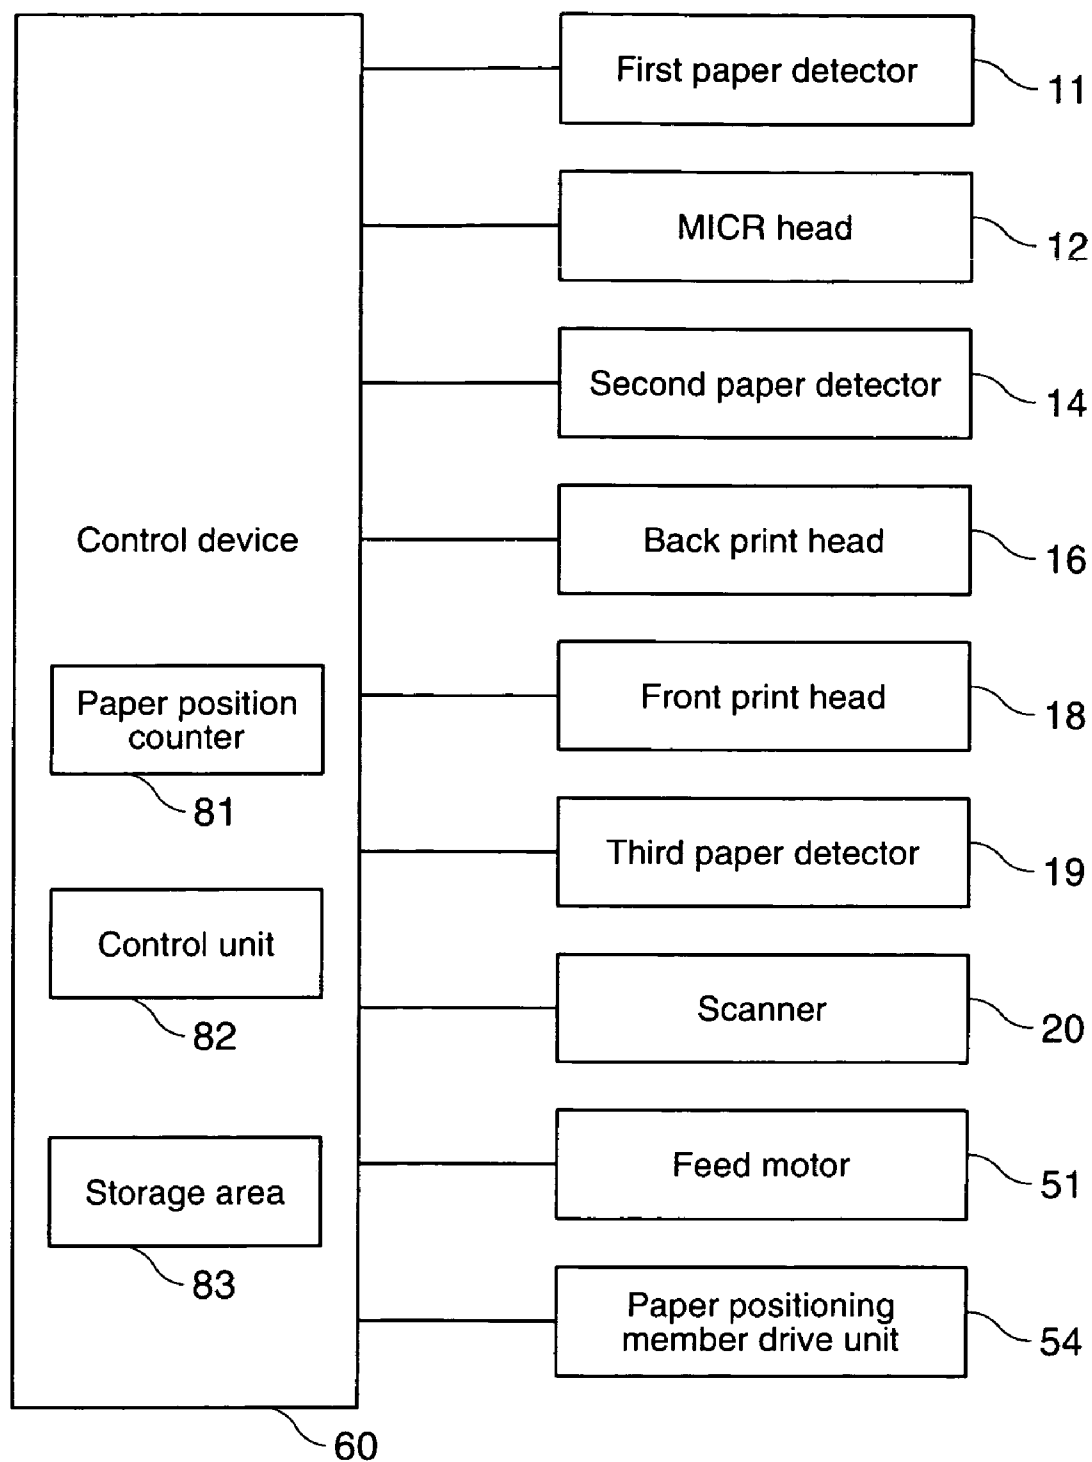 First paper detector
11
MICR head
12
Second paper detector
14
Control device
Back print head
16
Paper position
counter
81
Front print head
18
Third paper detector
19
Control unit
82
Scanner
20
Storage area
83
Feed motor
51
Paper positioning
member drive unit
54
60